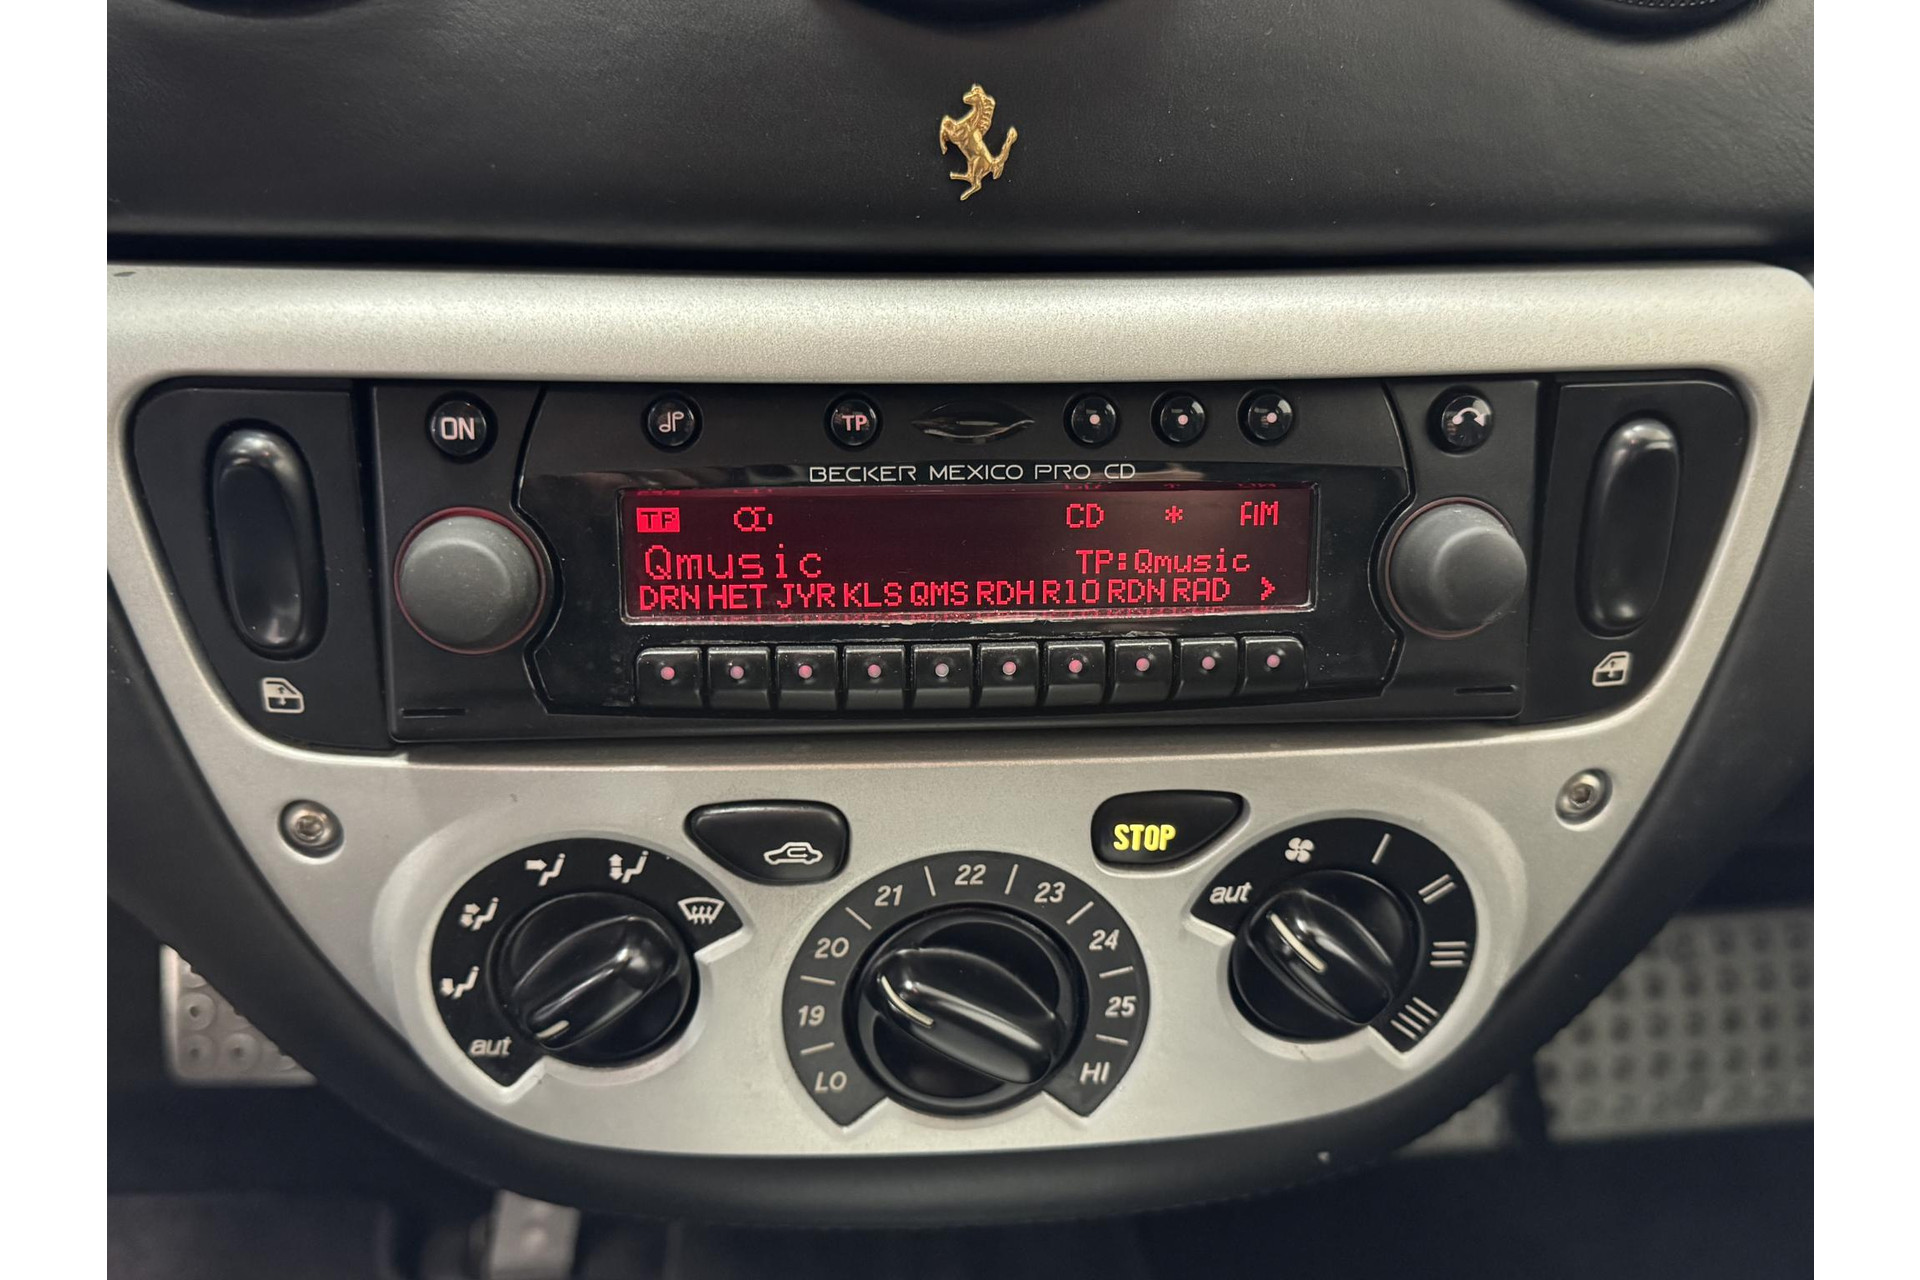 ON
TP
BECKER MEXICO PRO CD
TP CD * AM
Qmusic TP:Qmusic
DRN HET JYR KLS QMS RDH R10 RDN RAD >
STOP
aut
LO 19 20 21 22 23 24 25 HI
aut